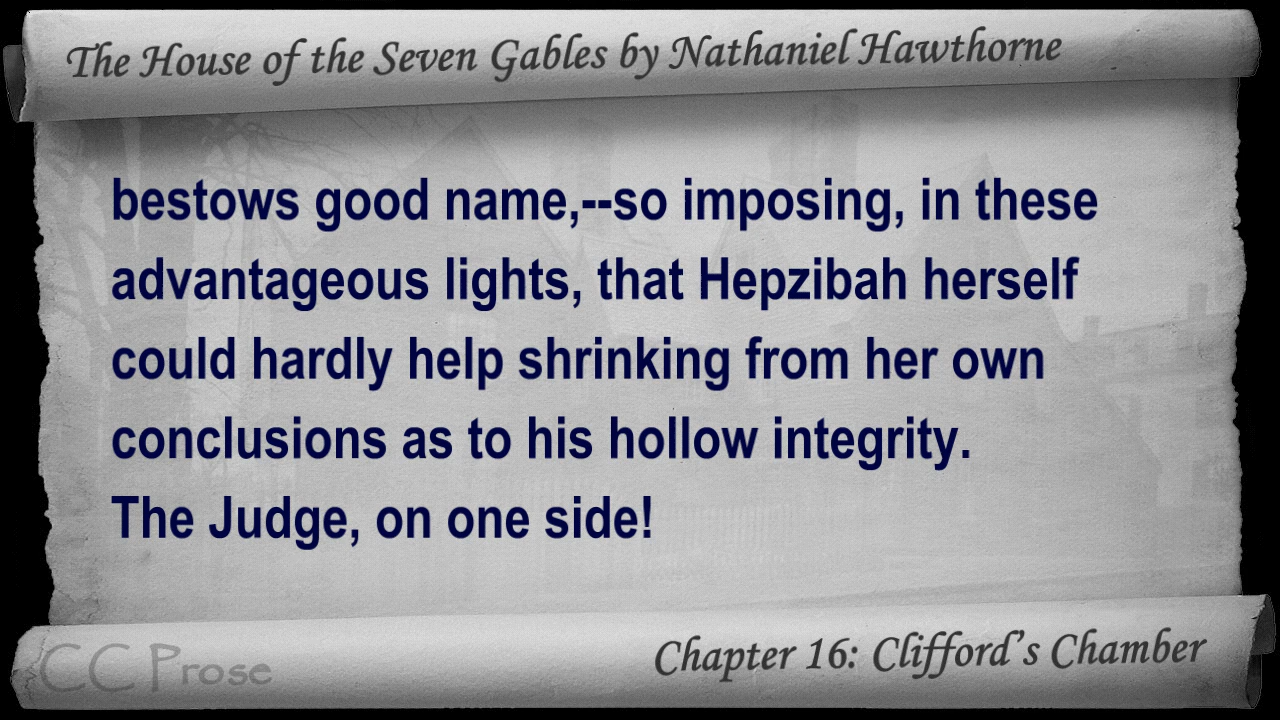 The House of the Seven Gables by Nathaniel Hawthorne
bestows good name,--so imposing, in these
advantageous lights, that Hepzibah herself
could hardly help shrinking from her own
conclusions as to his hollow integrity.
The Judge, on one side!
Chapter 16: Clifford's Chamber
CC Prose